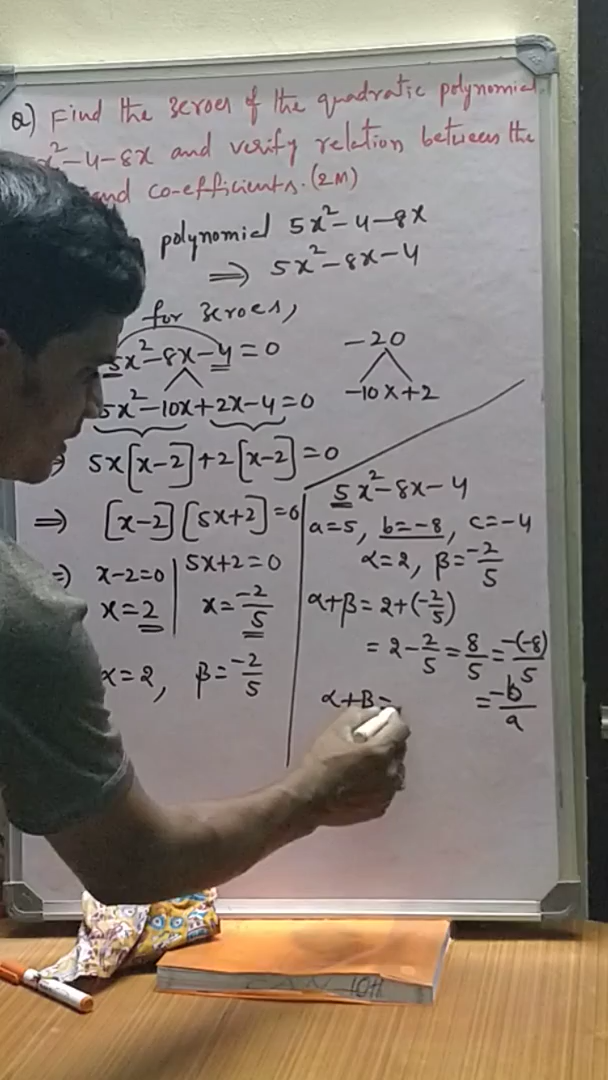 Q) Find the zeroes of the quadratic polynomial
x²-4-8x and verify relation between the
and co-efficients. (2M)
polynomial 5x²-4-8x
⟹ 5x²-8x-4
for zeroes,
5x²-8x-4=0
5x²-10x+2x-4=0
5x[x-2]+2[x-2]=0
⟹ [x-2][5x+2]=0
x-2=0 | 5x+2=0
x=2 | x=-2/5
α=2, β=-2/5
-20
-10x+2
5x²-8x-4
a=5, b=-8, c=-4
α=2, β=-2/5
α+β=2+(-2/5)
=2-2/5=8/5=-(-8)/5
=-b/a
α+β=
10th